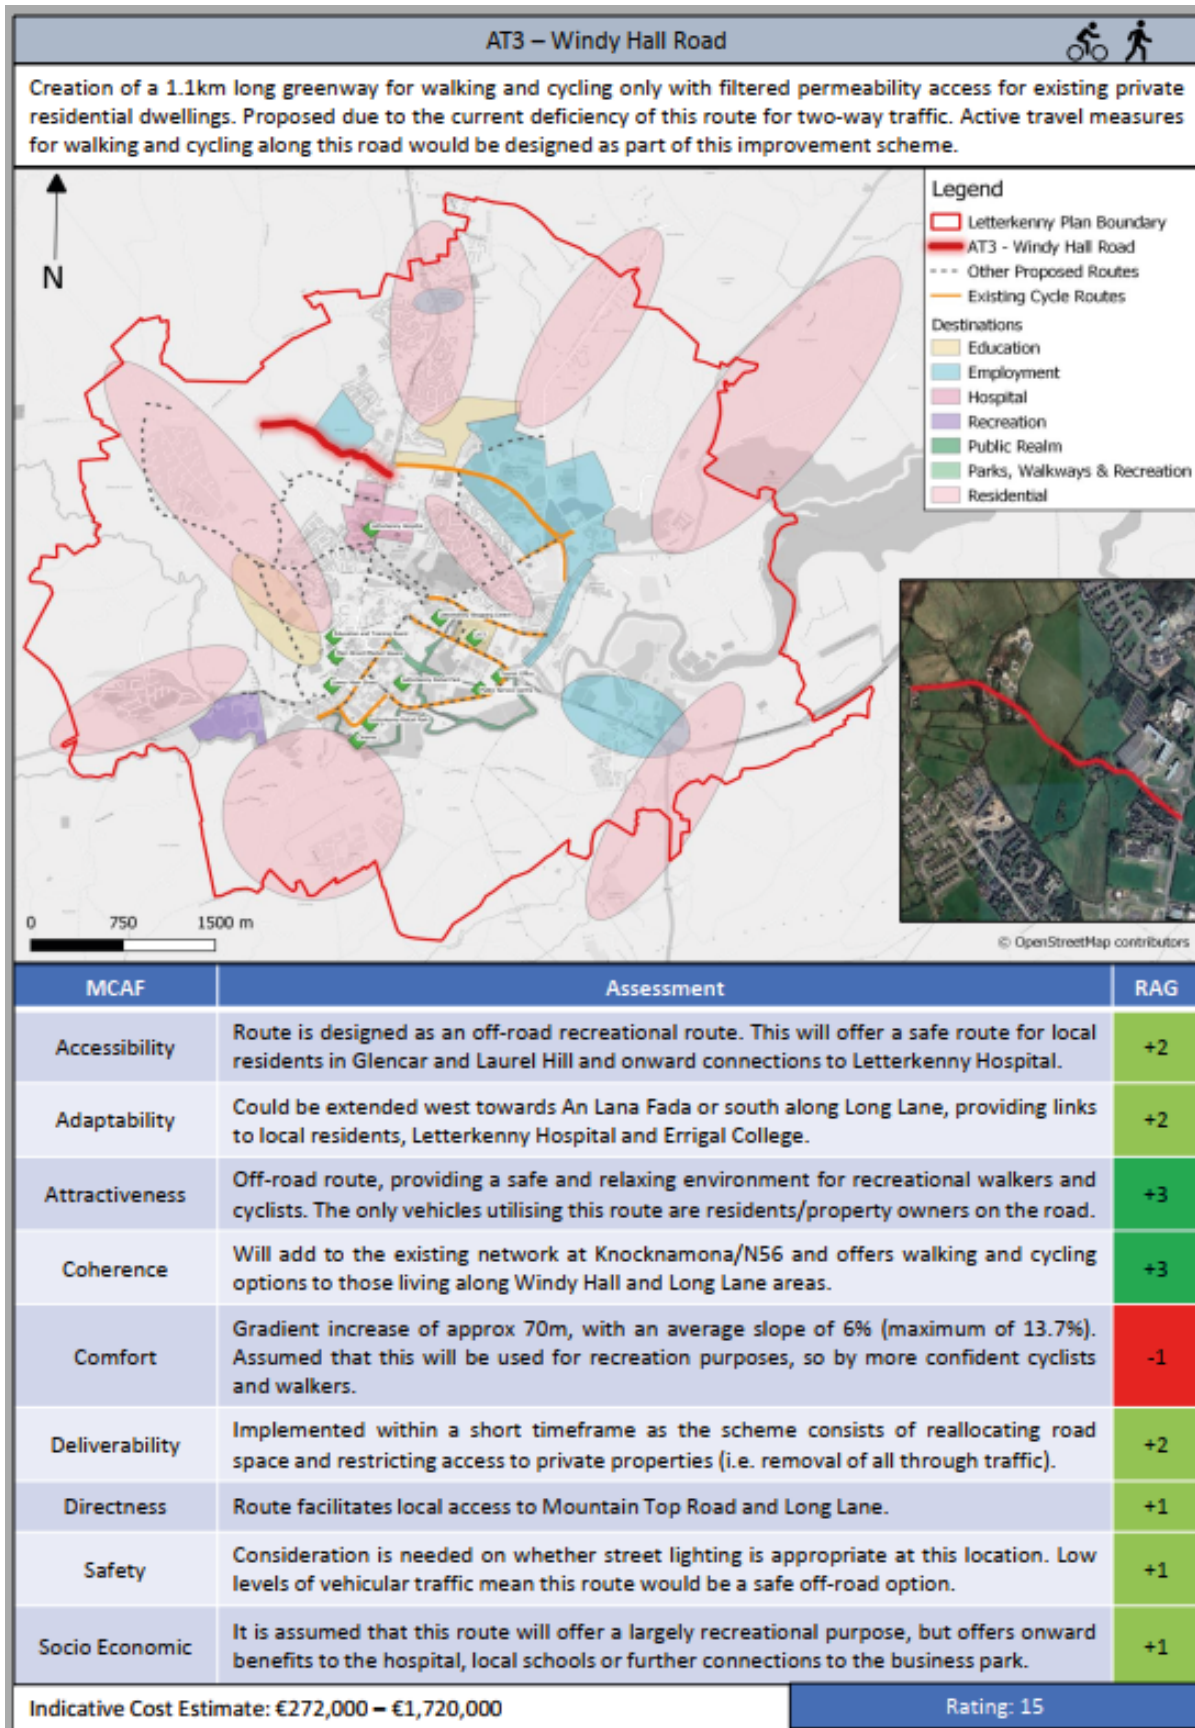 AT3 – Windy Hall Road
Creation of a 1.1km long greenway for walking and cycling only with filtered permeability access for existing private
residential dwellings. Proposed due to the current deficiency of this route for two-way traffic. Active travel measures
for walking and cycling along this road would be designed as part of this improvement scheme.
N
Legend
Letterkenny Plan Boundary
AT3 - Windy Hall Road
Other Proposed Routes
Existing Cycle Routes
Destinations
Education
Employment
Hospital
Recreation
Public Realm
Parks, Walkways & Recreation
Residential
Letterkenny Hospital
Education and Training Board
0 750 1500 m
© OpenStreetMap contributors
MCAF Assessment RAG
Accessibility
Route is designed as an off-road recreational route. This will offer a safe route for local
residents in Glencar and Laurel Hill and onward connections to Letterkenny Hospital.
+2
Adaptability
Could be extended west towards An Lana Fada or south along Long Lane, providing links
to local residents, Letterkenny Hospital and Errigal College.
+2
Attractiveness
Off-road route, providing a safe and relaxing environment for recreational walkers and
cyclists. The only vehicles utilising this route are residents/property owners on the road.
+3
Coherence
Will add to the existing network at Knocknamona/N56 and offers walking and cycling
options to those living along Windy Hall and Long Lane areas.
+3
Comfort
Gradient increase of approx 70m, with an average slope of 6% (maximum of 13.7%).
Assumed that this will be used for recreation purposes, so by more confident cyclists
and walkers.
-1
Deliverability
Implemented within a short timeframe as the scheme consists of reallocating road
space and restricting access to private properties (i.e. removal of all through traffic).
+2
Directness
Route facilitates local access to Mountain Top Road and Long Lane.
+1
Safety
Consideration is needed on whether street lighting is appropriate at this location. Low
levels of vehicular traffic mean this route would be a safe off-road option.
+1
Socio Economic
It is assumed that this route will offer a largely recreational purpose, but offers onward
benefits to the hospital, local schools or further connections to the business park.
+1
Indicative Cost Estimate: €272,000 – €1,720,000
Rating: 15